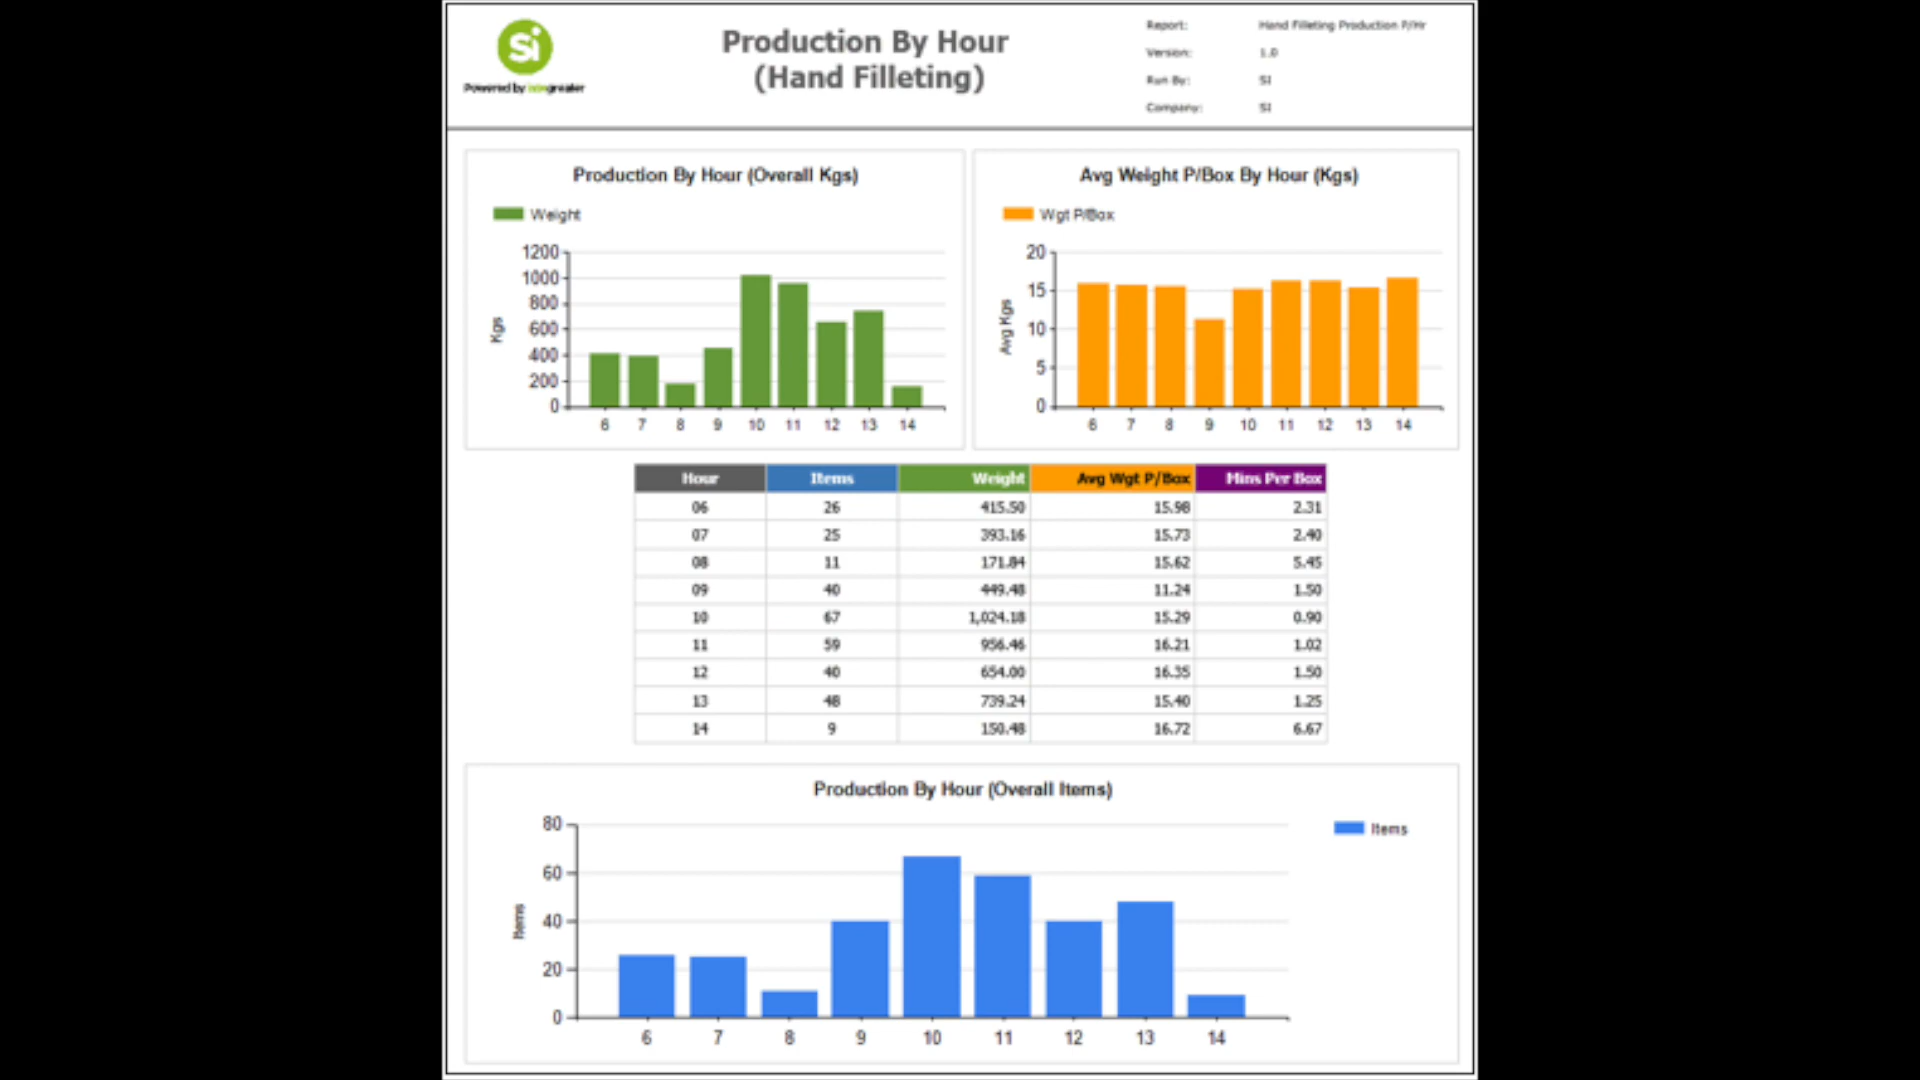 Si
Powered by integreater
Production By Hour
(Hand Filleting)
Report: Hand Filleting Production P/Hr
Version: 1.0
Run By: SI
Company: SI
Production By Hour (Overall Kgs)
Weight
1200
1000
800
600
400
200
0
Kgs
6 7 8 9 10 11 12 13 14
Avg Weight P/Box By Hour (Kgs)
Wgt P/Box
20
15
10
5
0
Avg Kgs
6 7 8 9 10 11 12 13 14
Hour Items Weight Avg Wgt P/Box Mins Per Box
06 26 415.50 15.98 2.31
07 25 393.16 15.73 2.40
08 11 171.84 15.62 5.45
09 40 449.48 11.24 1.50
10 67 1,024.18 15.29 0.90
11 59 956.46 16.21 1.02
12 40 654.00 16.35 1.50
13 48 739.24 15.40 1.25
14 9 150.48 16.72 6.67
Production By Hour (Overall Items)
Items
80
60
40
20
0
Items
6 7 8 9 10 11 12 13 14